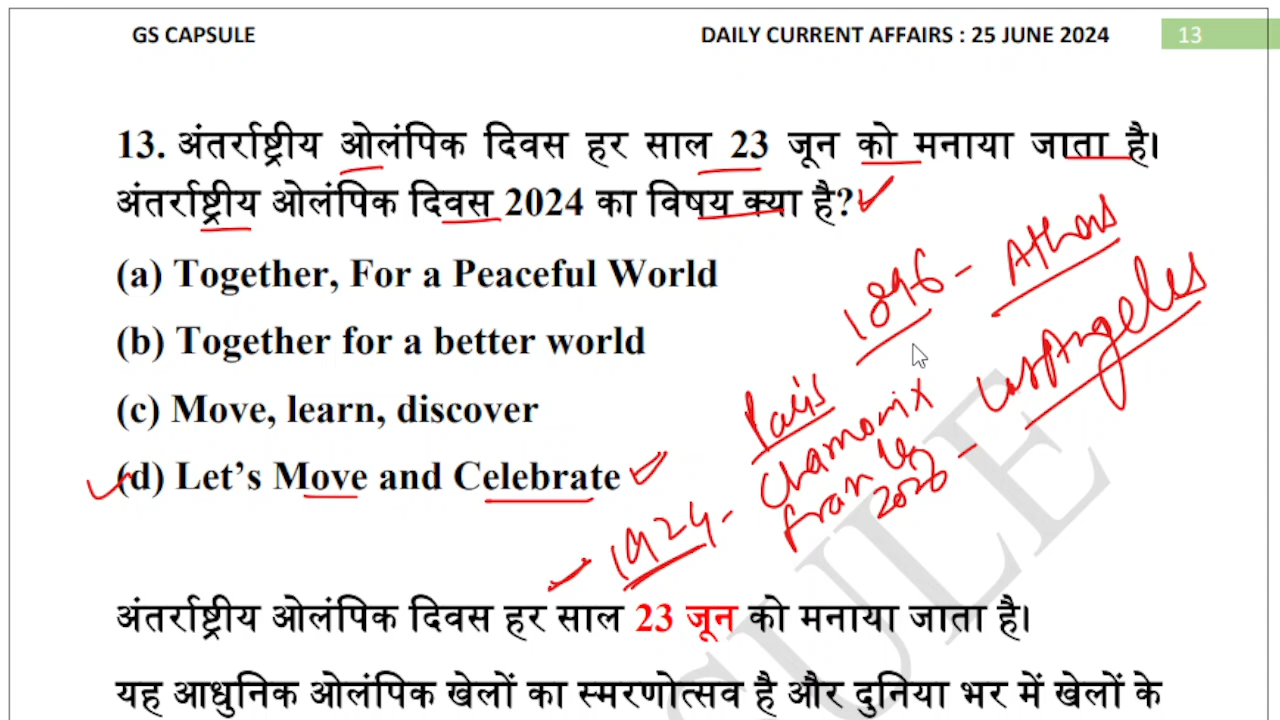 GS CAPSULE DAILY CURRENT AFFAIRS : 25 JUNE 2024 13
13. अंतर्राष्ट्रीय ओलंपिक दिवस हर साल 23 जून को मनाया जाता है।
अंतर्राष्ट्रीय ओलंपिक दिवस 2024 का विषय क्या है?
(a) Together, For a Peaceful World
(b) Together for a better world
(c) Move, learn, discover
(d) Let's Move and Celebrate
1896 - Athens
Paris
Los Angeles
1924 - Chamonix
France
अंतर्राष्ट्रीय ओलंपिक दिवस हर साल 23 जून को मनाया जाता है।
यह आधुनिक ओलंपिक खेलों का स्मरणोत्सव है और दुनिया भर में खेलों के